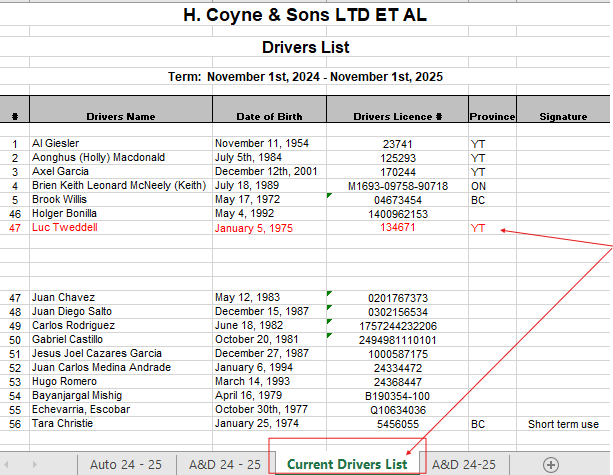 H. Coyne & Sons LTD ET AL
Drivers List
Term: November 1st, 2024 - November 1st, 2025
# Drivers Name Date of Birth Drivers Licence # Province Signature
1 Al Giesler November 11, 1954 23741 YT
2 Aonghus (Holly) Macdonald July 5th, 1984 125293 YT
3 Axel Garcia December 12th, 2001 170244 YT
4 Brien Keith Leonard McNeely (Keith) July 18, 1989 M1693-09758-90718 ON
5 Brook Willis May 17, 1972 04673454 BC
46 Holger Bonilla May 4, 1992 1400962153
47 Luc Tweddell January 5, 1975 134671 YT
47 Juan Chavez May 12, 1983 0201767373
48 Juan Diego Salto December 15, 1987 0302156534
49 Carlos Rodriguez June 18, 1982 1757244232206
50 Gabriel Castillo October 20, 1981 2494981110101
51 Jesus Joel Cazares Garcia December 27, 1987 1000587175
52 Juan Carlos Medina Andrade January 6, 1994 24334472
53 Hugo Romero March 14, 1993 24368447
54 Bayanjargal Mishig April 16, 1979 B190354-100
55 Echevarria, Escobar October 30th, 1977 Q10634036
56 Tara Christie January 25, 1974 5456055 BC Short term use
Auto 24 - 25 A&D 24 - 25 Current Drivers List A&D 24-25